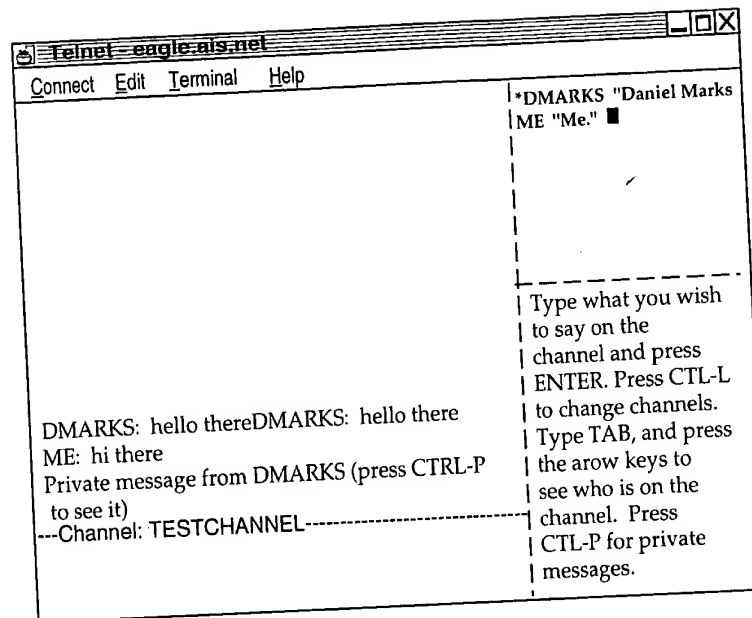 Telnet - eagle.ais.net
Connect Edit Terminal Help
*DMARKS "Daniel Marks
ME "Me."
DMARKS: hello thereDMARKS: hello there
ME: hi there
Private message from DMARKS (press CTRL-P
to see it)
---Channel: TESTCHANNEL---
Type what you wish
to say on the
channel and press
ENTER. Press CTL-L
to change channels.
Type TAB, and press
the arow keys to
see who is on the
channel. Press
CTL-P for private
messages.